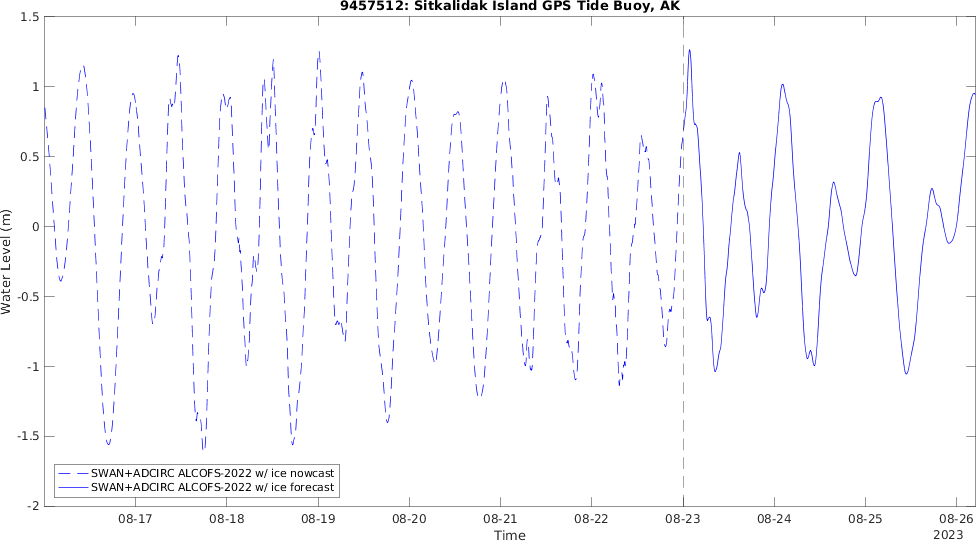 9457512: Sitkalidak Island GPS Tide Buoy, AK
1.5
1
0.5
0
-0.5
-1
-1.5
-2
Water Level (m)
SWAN+ADCIRC ALCOFS-2022 w/ ice nowcast
SWAN+ADCIRC ALCOFS-2022 w/ ice forecast
08-17 08-18 08-19 08-20 08-21 08-22 08-23 08-24 08-25 08-26
Time
2023